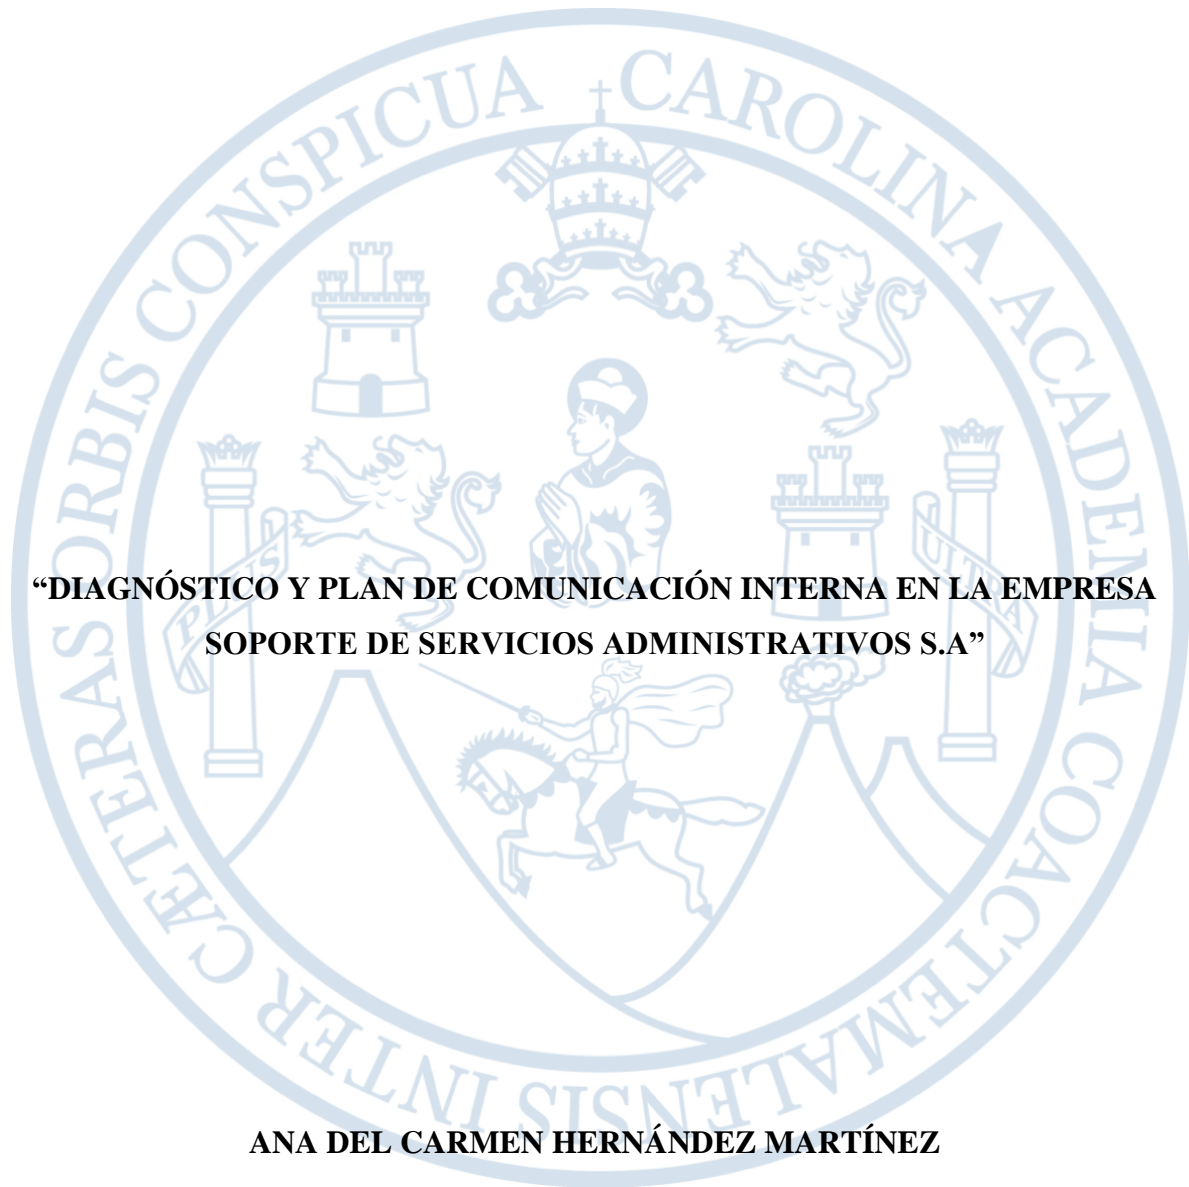 CAROLINA ACADEMIA COACTEMALENSIS INTER CÆTERAS ORBIS CONSPICUA
PLUS
ULTRA
“DIAGNÓSTICO Y PLAN DE COMUNICACIÓN INTERNA EN LA EMPRESA
SOPORTE DE SERVICIOS ADMINISTRATIVOS S.A”
ANA DEL CARMEN HERNÁNDEZ MARTÍNEZ